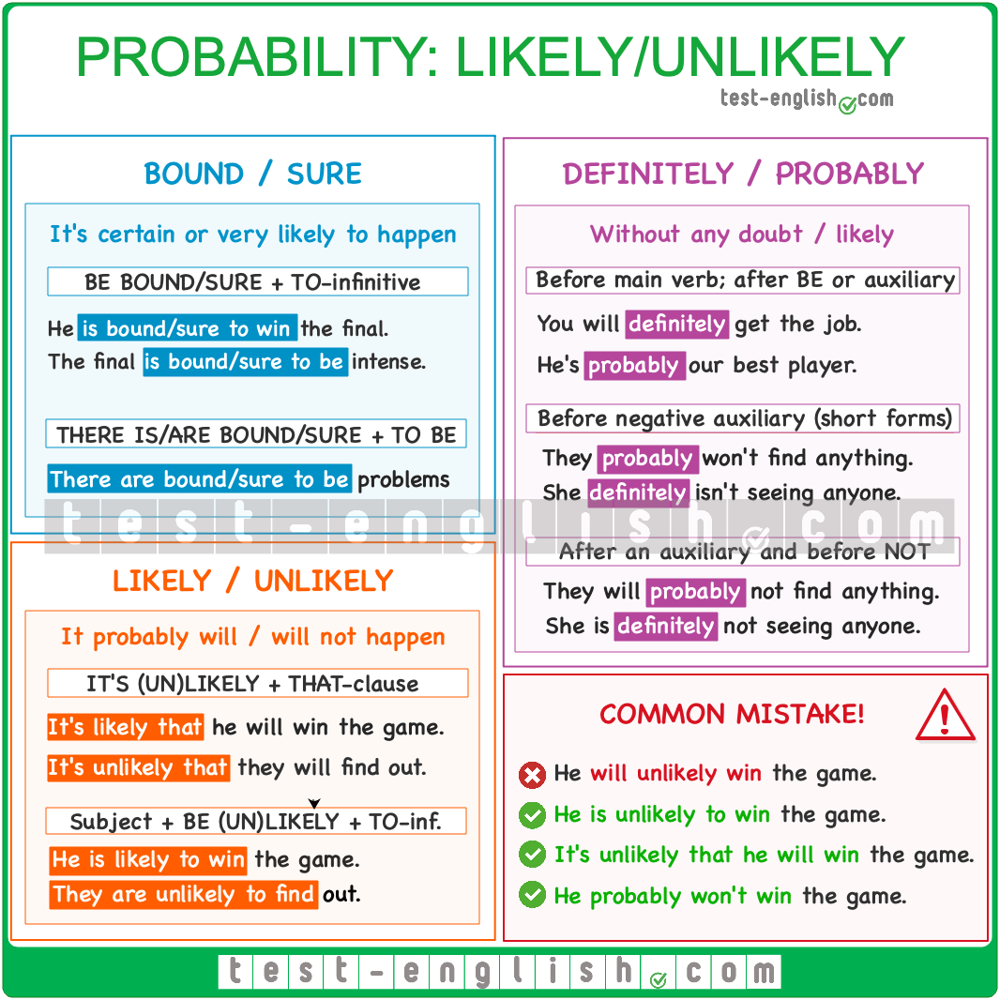 PROBABILITY: LIKELY/UNLIKELY
test-english.com
BOUND / SURE
It's certain or very likely to happen
BE BOUND/SURE + TO-infinitive
He is bound/sure to win the final.
The final is bound/sure to be intense.
THERE IS/ARE BOUND/SURE + TO BE
There are bound/sure to be problems
LIKELY / UNLIKELY
It probably will / will not happen
IT'S (UN)LIKELY + THAT-clause
It's likely that he will win the game.
It's unlikely that they will find out.
Subject + BE (UN)LIKELY + TO-inf.
He is likely to win the game.
They are unlikely to find out.
DEFINITELY / PROBABLY
Without any doubt / likely
Before main verb; after BE or auxiliary
You will definitely get the job.
He's probably our best player.
Before negative auxiliary (short forms)
They probably won't find anything.
She definitely isn't seeing anyone.
After an auxiliary and before NOT
They will probably not find anything.
She is definitely not seeing anyone.
COMMON MISTAKE!
He will unlikely win the game.
He is unlikely to win the game.
It's unlikely that he will win the game.
He probably won't win the game.
test-english.com
test-english.com